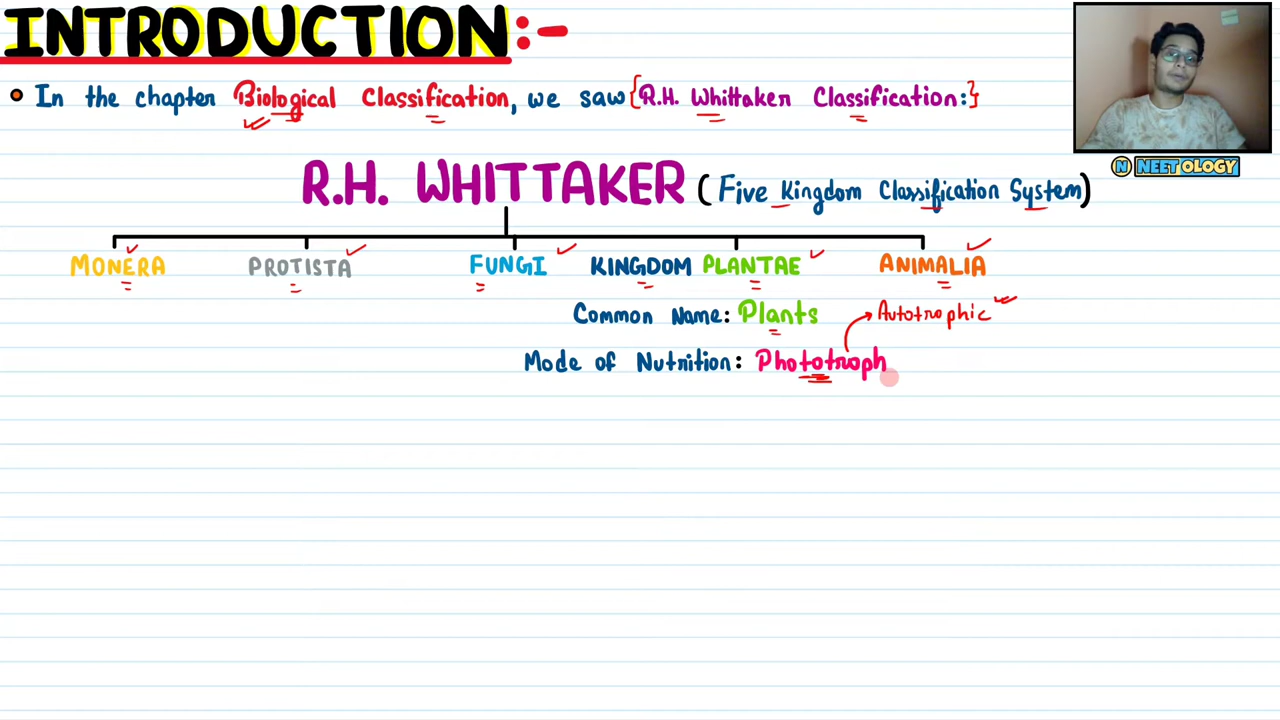 INTRODUCTION:-
In the chapter Biological Classification, we saw {R.H. Whittaker Classification:}
N NEETOLOGY
R.H. WHITTAKER (Five Kingdom Classification System)
MONERA PROTISTA FUNGI KINGDOM PLANTAE ANIMALIA
Common Name: Plants
Autotrophic
Mode of Nutrition: Phototroph